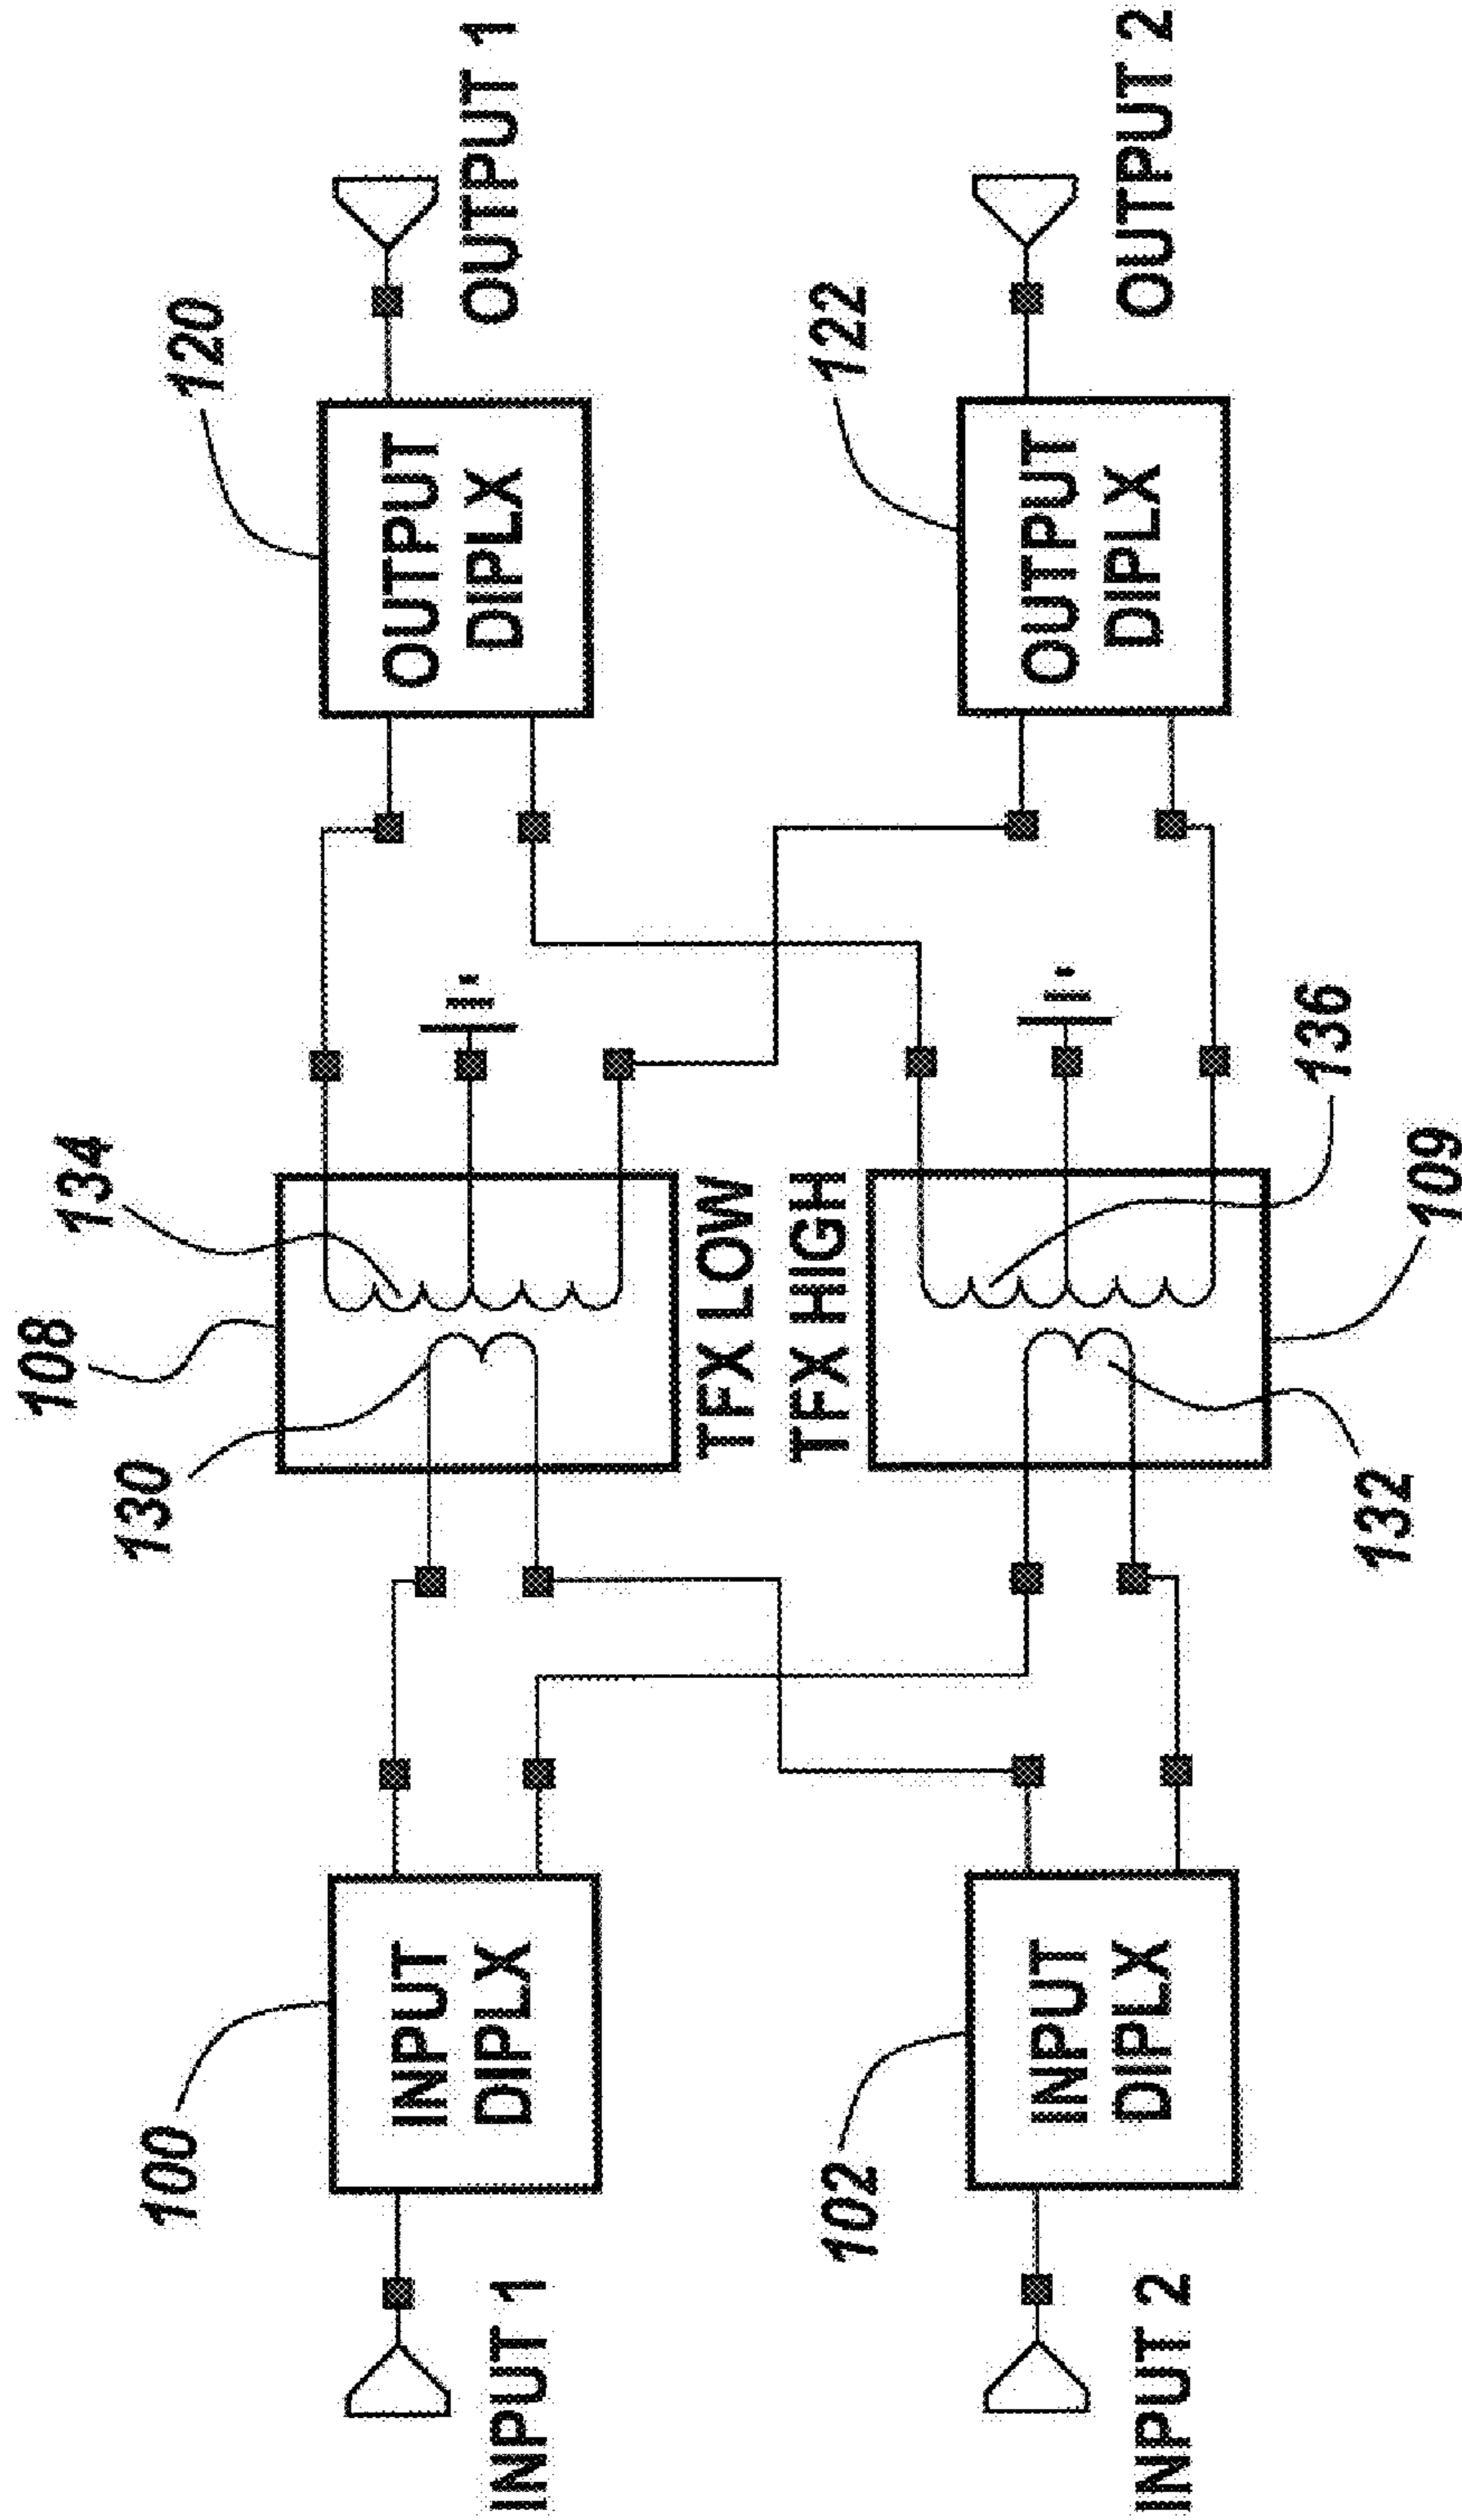 108
134
130
TFX LOW
TFX HIGH
132
136
109
100
INPUT
DIPLX
INPUT 1
102
INPUT
DIPLX
INPUT 2
120
OUTPUT
DIPLX
OUTPUT 1
122
OUTPUT
DIPLX
OUTPUT 2